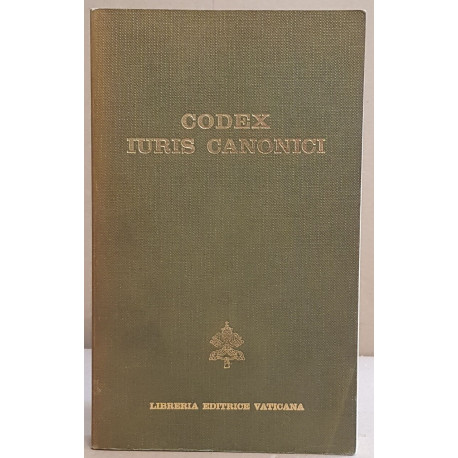 CODEX
IURIS CANONICI
LIBRERIA EDITRICE VATICANA